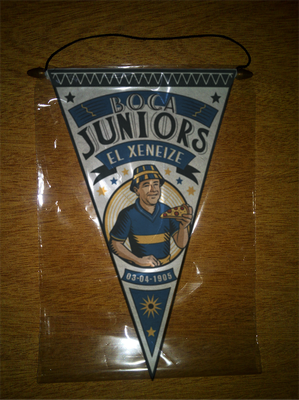 BOCA
JUNIORS
EL XENEIZE
03-04-1905